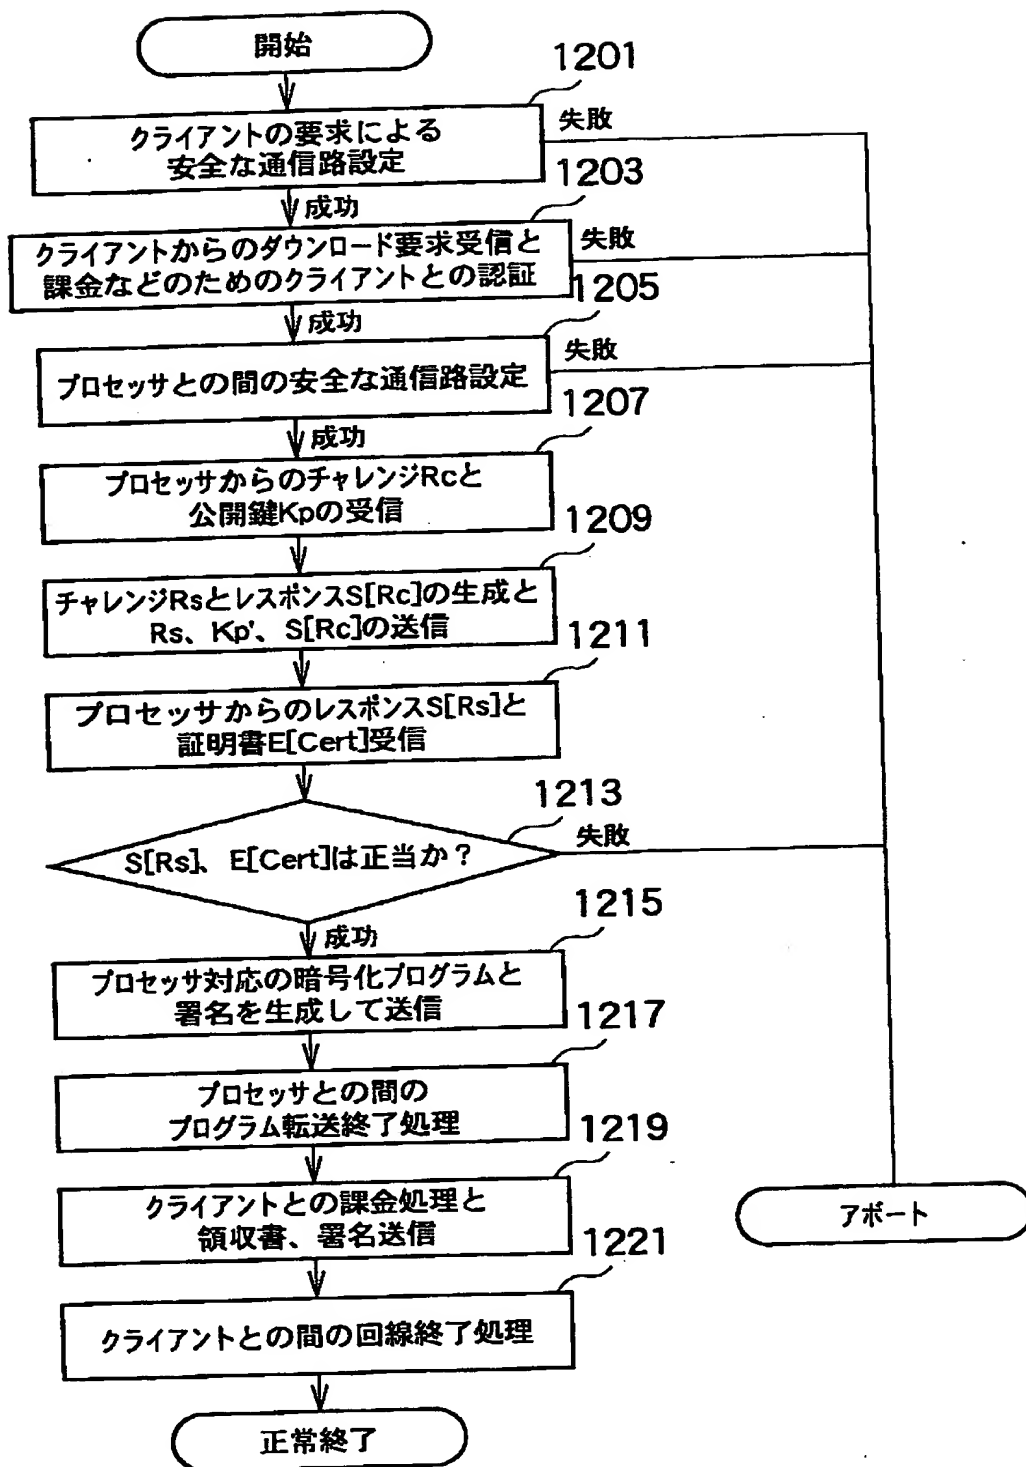 開始
1201
クライアントの要求による
安全な通信路設定
失敗
成功
1203
クライアントからのダウンロード要求受信と
課金などのためのクライアントとの認証
失敗
成功
1205
プロセッサとの間の安全な通信路設定
失敗
成功
1207
プロセッサからのチャレンジRcと
公開鍵Kpの受信
1209
チャレンジRsとレスポンスS[Rc]の生成と
Rs、Kp'、S[Rc]の送信
1211
プロセッサからのレスポンスS[Rs]と
証明書E[Cert]受信
1213
S[Rs]、E[Cert]は正当か?
失敗
成功
1215
プロセッサ対応の暗号化プログラムと
署名を生成して送信
1217
プロセッサとの間の
プログラム転送終了処理
1219
クライアントとの課金処理と
領収書、署名送信
アボート
1221
クライアントとの間の回線終了処理
正常終了